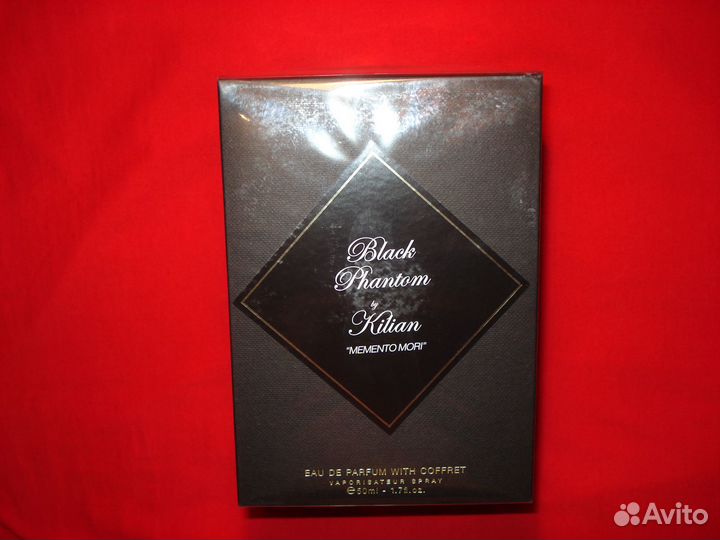 Black
Phantom
by
Kilian
"MEMENTO MORI"
EAU DE PARFUM WITH COFFRET
VAPORISATEUR SPRAY
℮50ml - 1.7fl.oz.
Avito